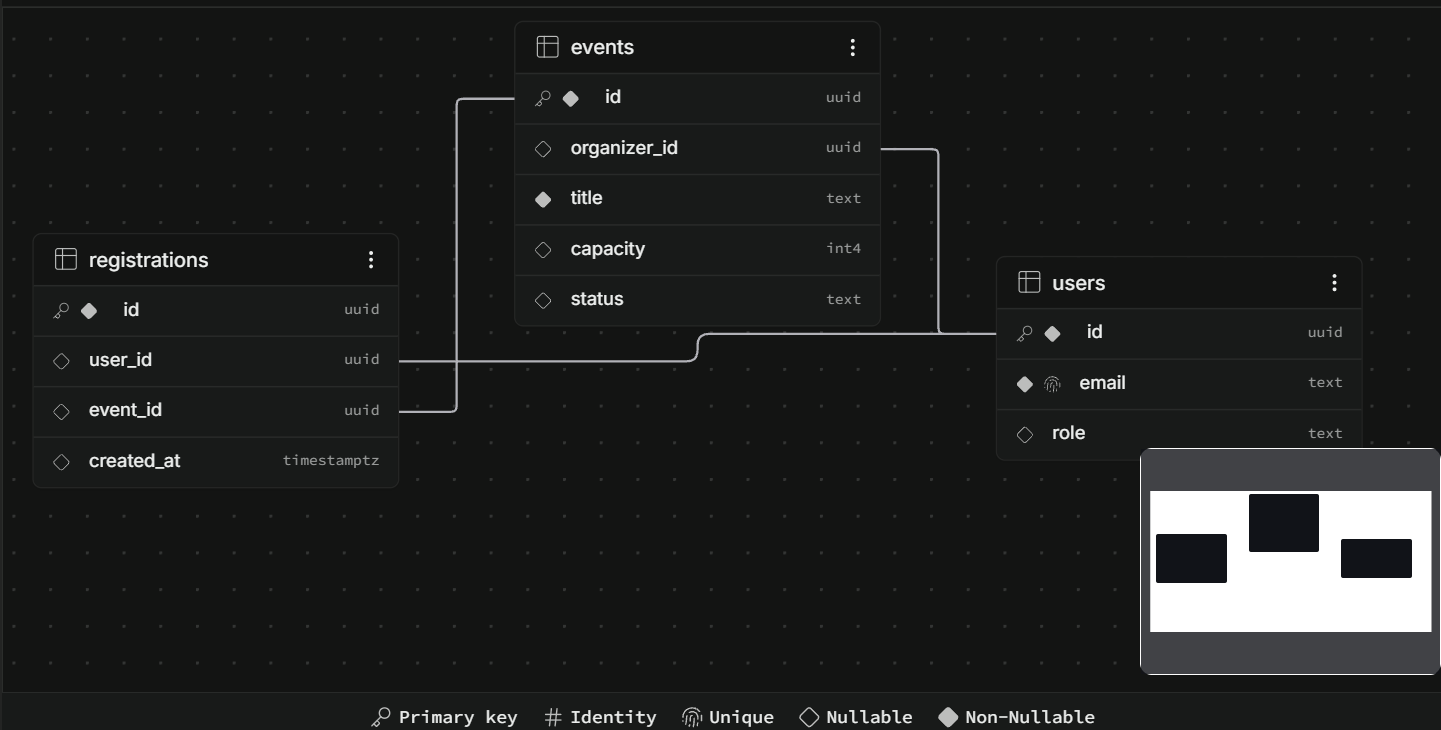 events
id uuid
organizer_id uuid
title text
capacity int4
status text
registrations
id uuid
user_id uuid
event_id uuid
created_at timestamptz
users
id uuid
email text
role text
Primary key # Identity Unique Nullable Non-Nullable